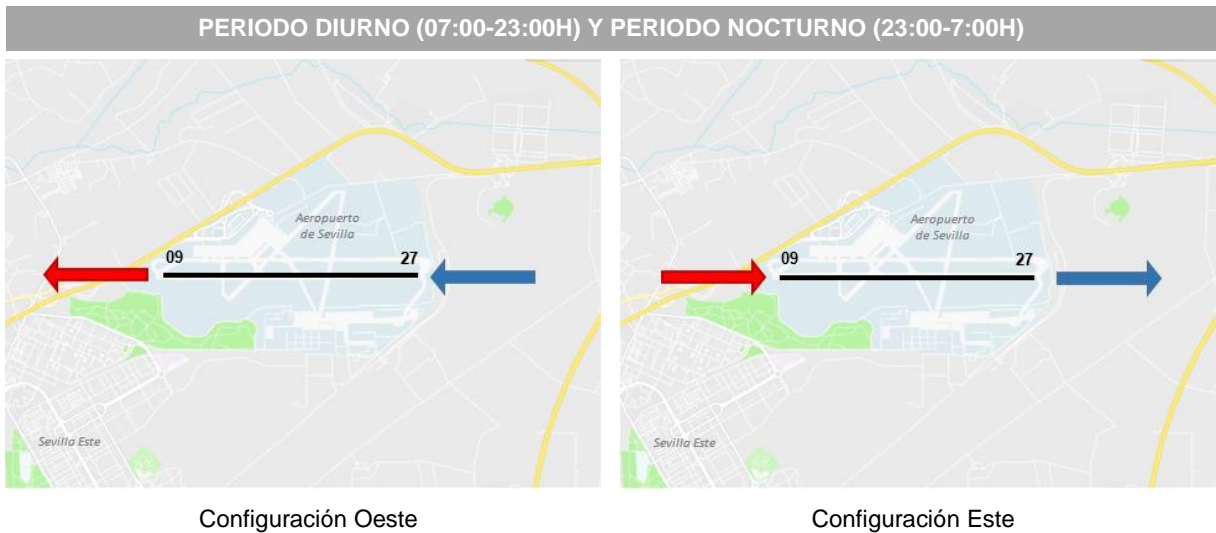 PERIODO DIURNO (07:00-23:00H) Y PERIODO NOCTURNO (23:00-7:00H)
Aeropuerto
de Sevilla
09
27
Sevilla Este
Aeropuerto
de Sevilla
09
27
Sevilla Este
Configuración Oeste
Configuración Este